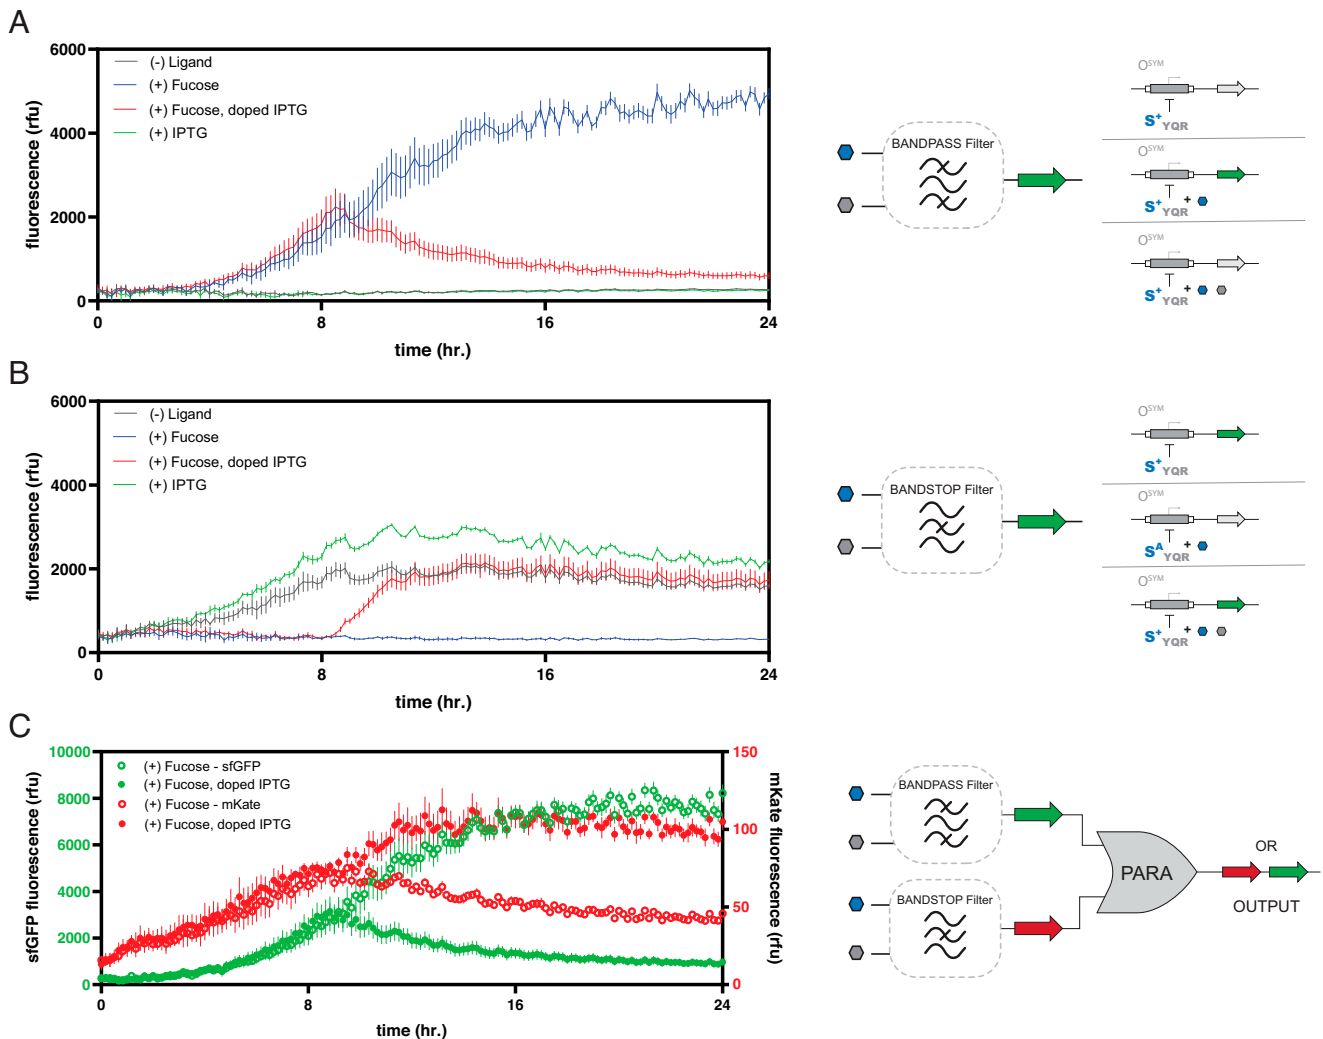 A
6000
4000
2000
0
fluorescence (rfu)
(-) Ligand
(+) Fucose
(+) Fucose, doped IPTG
(+) IPTG
0
8
16
24
time (hr.)
BANDPASS Filter
O^SYM
S^+ YQR
O^SYM
S^+ YQR +
O^SYM
S^+ YQR +
B
6000
4000
2000
0
fluorescence (rfu)
(-) Ligand
(+) Fucose
(+) Fucose, doped IPTG
(+) IPTG
0
8
16
24
time (hr.)
BANDSTOP Filter
O^SYM
S^+ YQR
O^SYM
S^A YQR +
O^SYM
S^+ YQR +
C
10000
8000
6000
4000
2000
0
sfGFP fluorescence (rfu)
(+) Fucose - sfGFP
(+) Fucose, doped IPTG
(+) Fucose - mKate
(+) Fucose, doped IPTG
150
100
50
0
mKate fluorescence (rfu)
0
8
16
24
time (hr.)
BANDPASS Filter
BANDSTOP Filter
PARA
OR
OUTPUT